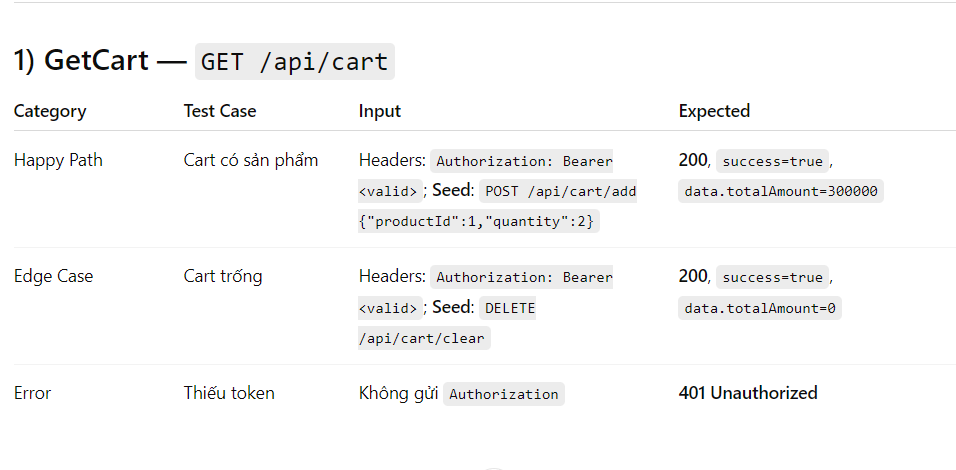 1) GetCart — GET /api/cart
Category Test Case Input Expected
Happy Path Cart có sản phẩm Headers: Authorization: Bearer 200, success=true,
<valid>; Seed: POST /api/cart/add data.totalAmount=300000
{"productId":1,"quantity":2}
Edge Case Cart trống Headers: Authorization: Bearer 200, success=true,
<valid>; Seed: DELETE data.totalAmount=0
/api/cart/clear
Error Thiếu token Không gửi Authorization 401 Unauthorized